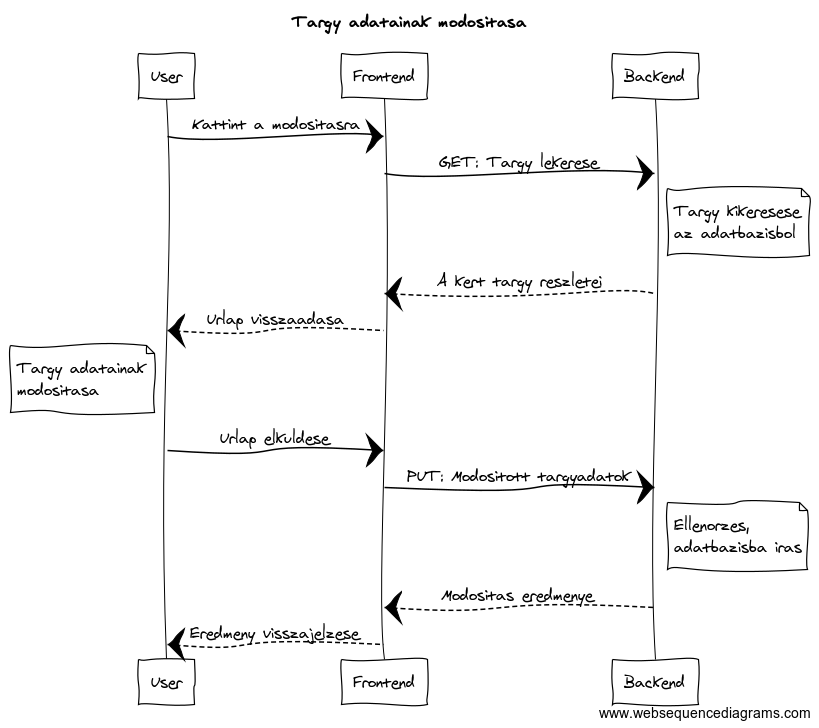 Targy adatainak modositasa
User
Frontend
Backend
Kattint a modositasra
GET: Targy lekerese
Targy kikeresese
az adatbazisbol
A kert targy reszletei
Urlap visszaadasa
Targy adatainak
modositasa
Urlap elkuldese
PUT: Modositott targyadatok
Ellenorzes,
adatbazisba iras
Modositas eredmenye
Eredmeny visszajelzese
User
Frontend
Backend
www.websequencediagrams.com